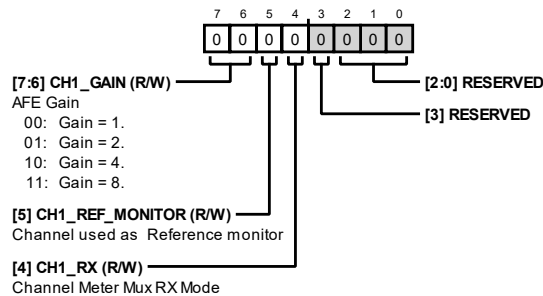 7 6 5 4 3 2 1 0
0 0 0 0 0 0 0 0
[7:6] CH1_GAIN (R/W)
[2:0] RESERVED
AFE Gain
[3] RESERVED
00: Gain = 1.
01: Gain = 2.
10: Gain = 4.
11: Gain = 8.
[5] CH1_REF_MONITOR (R/W)
Channel used as Reference monitor
[4] CH1_RX (R/W)
Channel Meter Mux RX Mode